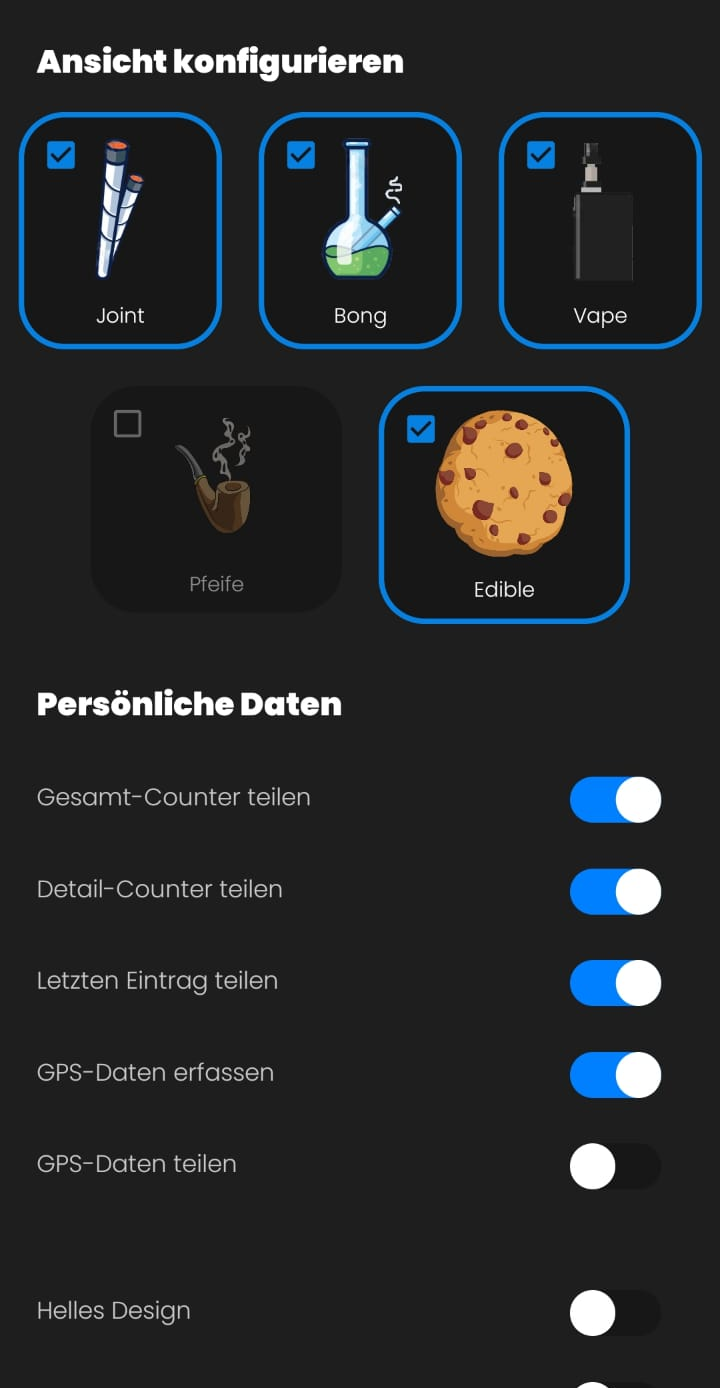 Ansicht konfigurieren
Joint
Bong
Vape
Pfeife
Edible
Persönliche Daten
Gesamt-Counter teilen
Detail-Counter teilen
Letzten Eintrag teilen
GPS-Daten erfassen
GPS-Daten teilen
Helles Design